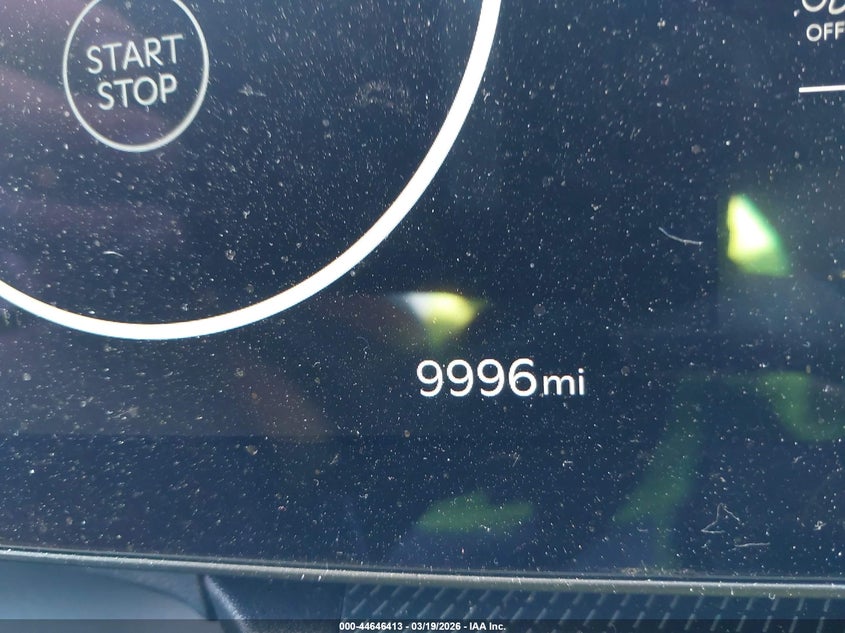 START
STOP
OFF
9996mi
000-44646413 - 03/19/2026 - IAA Inc.